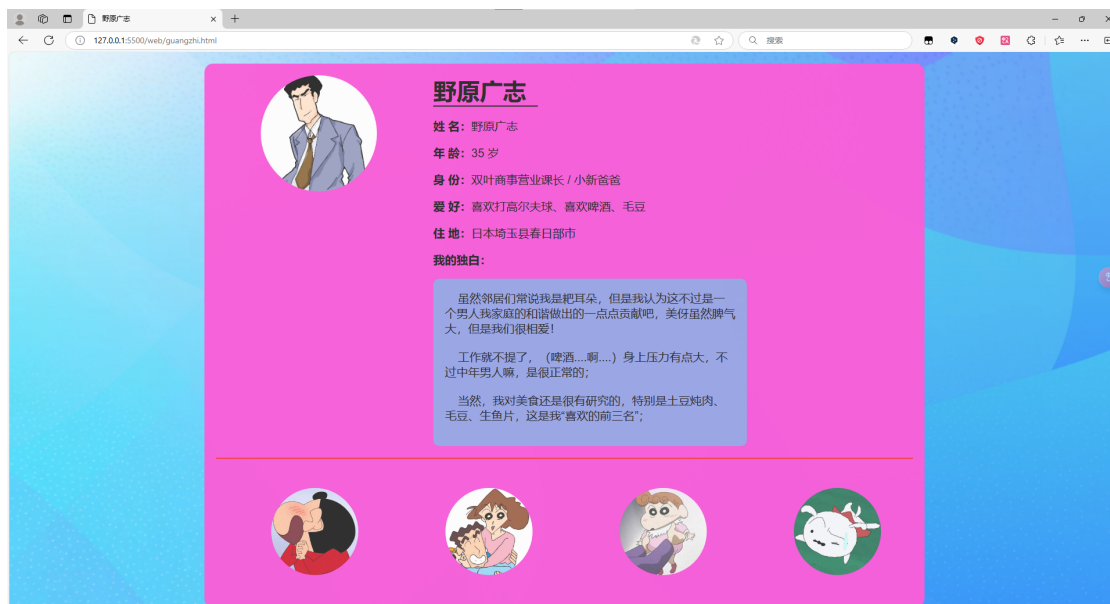 野原广志
127.0.0.1:5500/web/guangzhi.html
搜索
野原广志
姓 名：野原广志
年 龄：35 岁
身 份：双叶商事营业课长 / 小新爸爸
爱 好：喜欢打高尔夫球、喜欢啤酒、毛豆
住 地：日本埼玉县春日部市
我的独白：
虽然邻居们常说我是耙耳朵，但是我认为这不过是一
个男人我家庭的和谐做出的一点点贡献吧，美伢虽然脾气
大，但是我们很相爱！
工作就不提了，（啤酒....啊....）身上压力有点大，不
过中年男人嘛，是很正常的；
当然，我对美食还是很有研究的，特别是土豆炖肉、
毛豆、生鱼片，这是我“喜欢的前三名”；